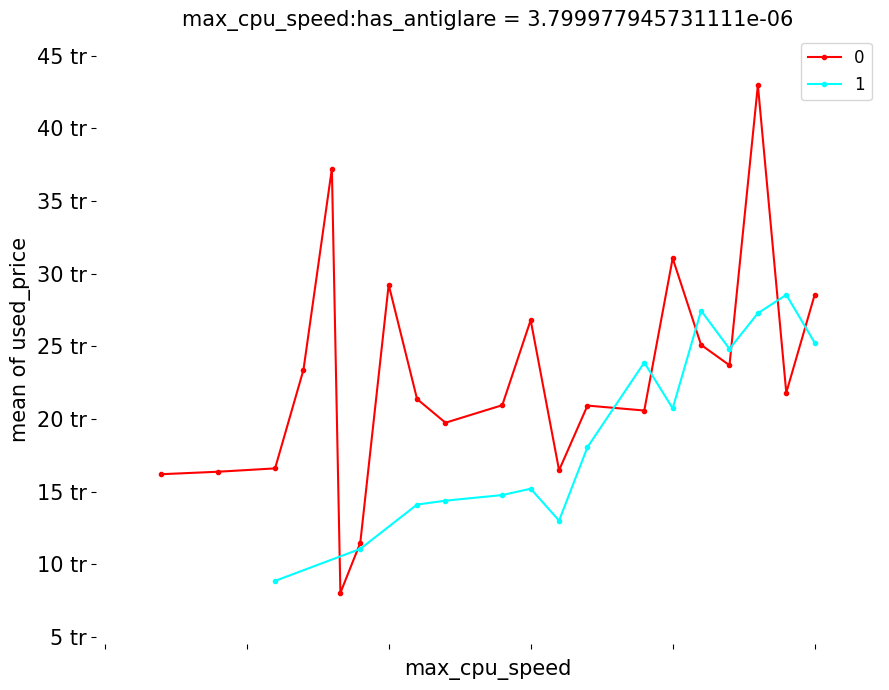 max_cpu_speed:has_antiglare = 3.799977945731111e-06
45 tr
40 tr
35 tr
30 tr
25 tr
20 tr
15 tr
10 tr
5 tr
mean of used_price
max_cpu_speed
0
1